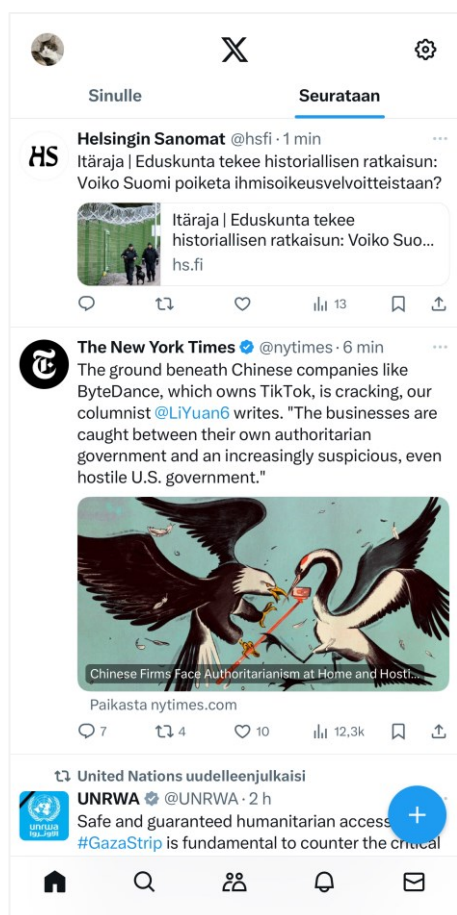 Sinulle
Seurataan
HS
Helsingin Sanomat @hsfi · 1 min
Itäraja | Eduskunta tekee historiallisen ratkaisun:
Voiko Suomi poiketa ihmisoikeusvelvoitteistaan?
Itäraja | Eduskunta tekee
historiallisen ratkaisun: Voiko Suo...
hs.fi
13
The New York Times @nytimes · 6 min
The ground beneath Chinese companies like
ByteDance, which owns TikTok, is cracking, our
columnist @LiYuan6 writes. "The businesses are
caught between their own authoritarian
government and an increasingly suspicious, even
hostile U.S. government."
Chinese Firms Face Authoritarianism at Home and Hosti...
Paikasta nytimes.com
7 4 10 12,3k
United Nations uudelleenjulkaisi
UNRWA @UNRWA · 2 h
unrwa
الأونروا
Safe and guaranteed humanitarian access
#GazaStrip is fundamental to counter the critical